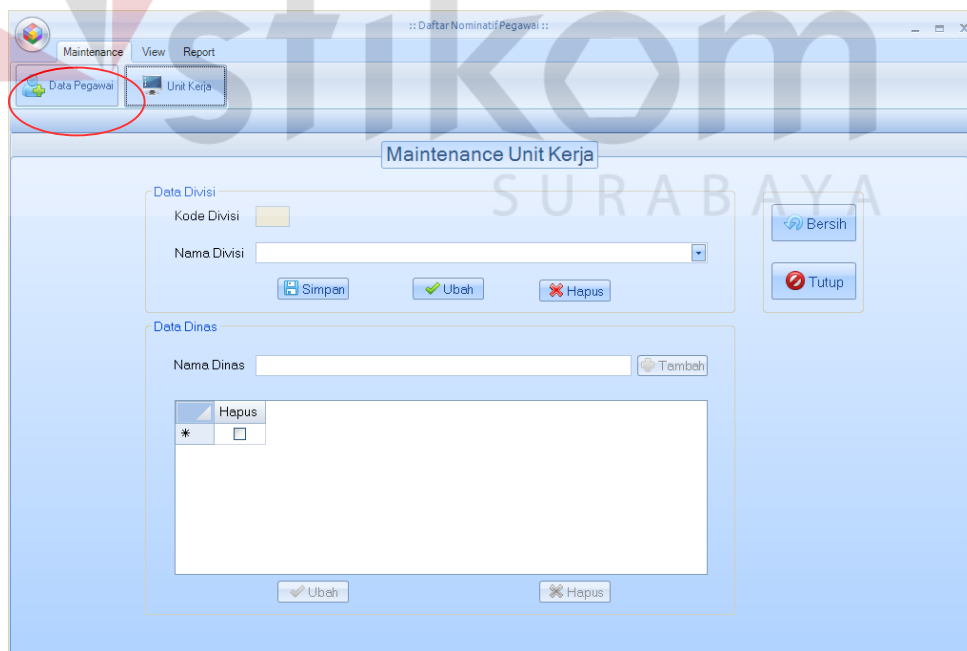 :: Daftar Nominatif Pegawai ::
Maintenance View Report
Data Pegawai Unit Kerja
stikom
SURABAYA
Maintenance Unit Kerja
Data Divisi
Kode Divisi
Nama Divisi
Simpan Ubah Hapus
Bersih
Tutup
Data Dinas
Nama Dinas Tambah
Hapus
*
Ubah Hapus